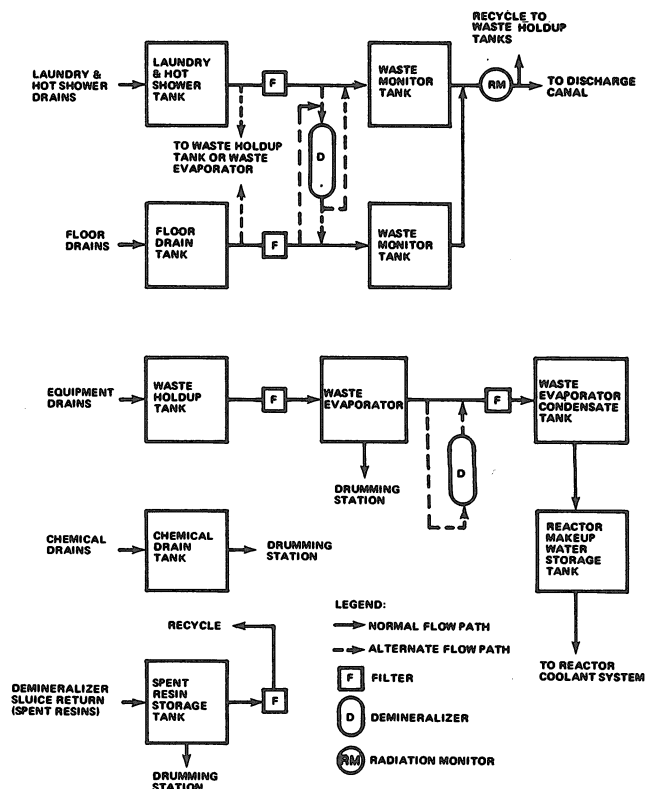 RECYCLE TO
WASTE HOLDUP
TANKS
LAUNDRY &
HOT SHOWER
DRAINS
LAUNDRY
& HOT
SHOWER
TANK
F
WASTE
MONITOR
TANK
RM
TO DISCHARGE
CANAL
TO WASTE HOLDUP
TANK OR WASTE
EVAPORATOR
D
FLOOR
DRAINS
FLOOR
DRAIN
TANK
F
WASTE
MONITOR
TANK
EQUIPMENT
DRAINS
WASTE
HOLDUP
TANK
F
WASTE
EVAPORATOR
F
WASTE
EVAPORATOR
CONDENSATE
TANK
DRUMMING
STATION
D
CHEMICAL
DRAINS
CHEMICAL
DRAIN
TANK
DRUMMING
STATION
REACTOR
MAKEUP
WATER
STORAGE
TANK
TO REACTOR
COOLANT SYSTEM
RECYCLE
DEMINERALIZER
SLUICE RETURN
(SPENT RESINS)
SPENT
RESIN
STORAGE
TANK
F
DRUMMING
STATION
LEGEND:
NORMAL FLOW PATH
ALTERNATE FLOW PATH
F FILTER
D DEMINERALIZER
RM RADIATION MONITOR